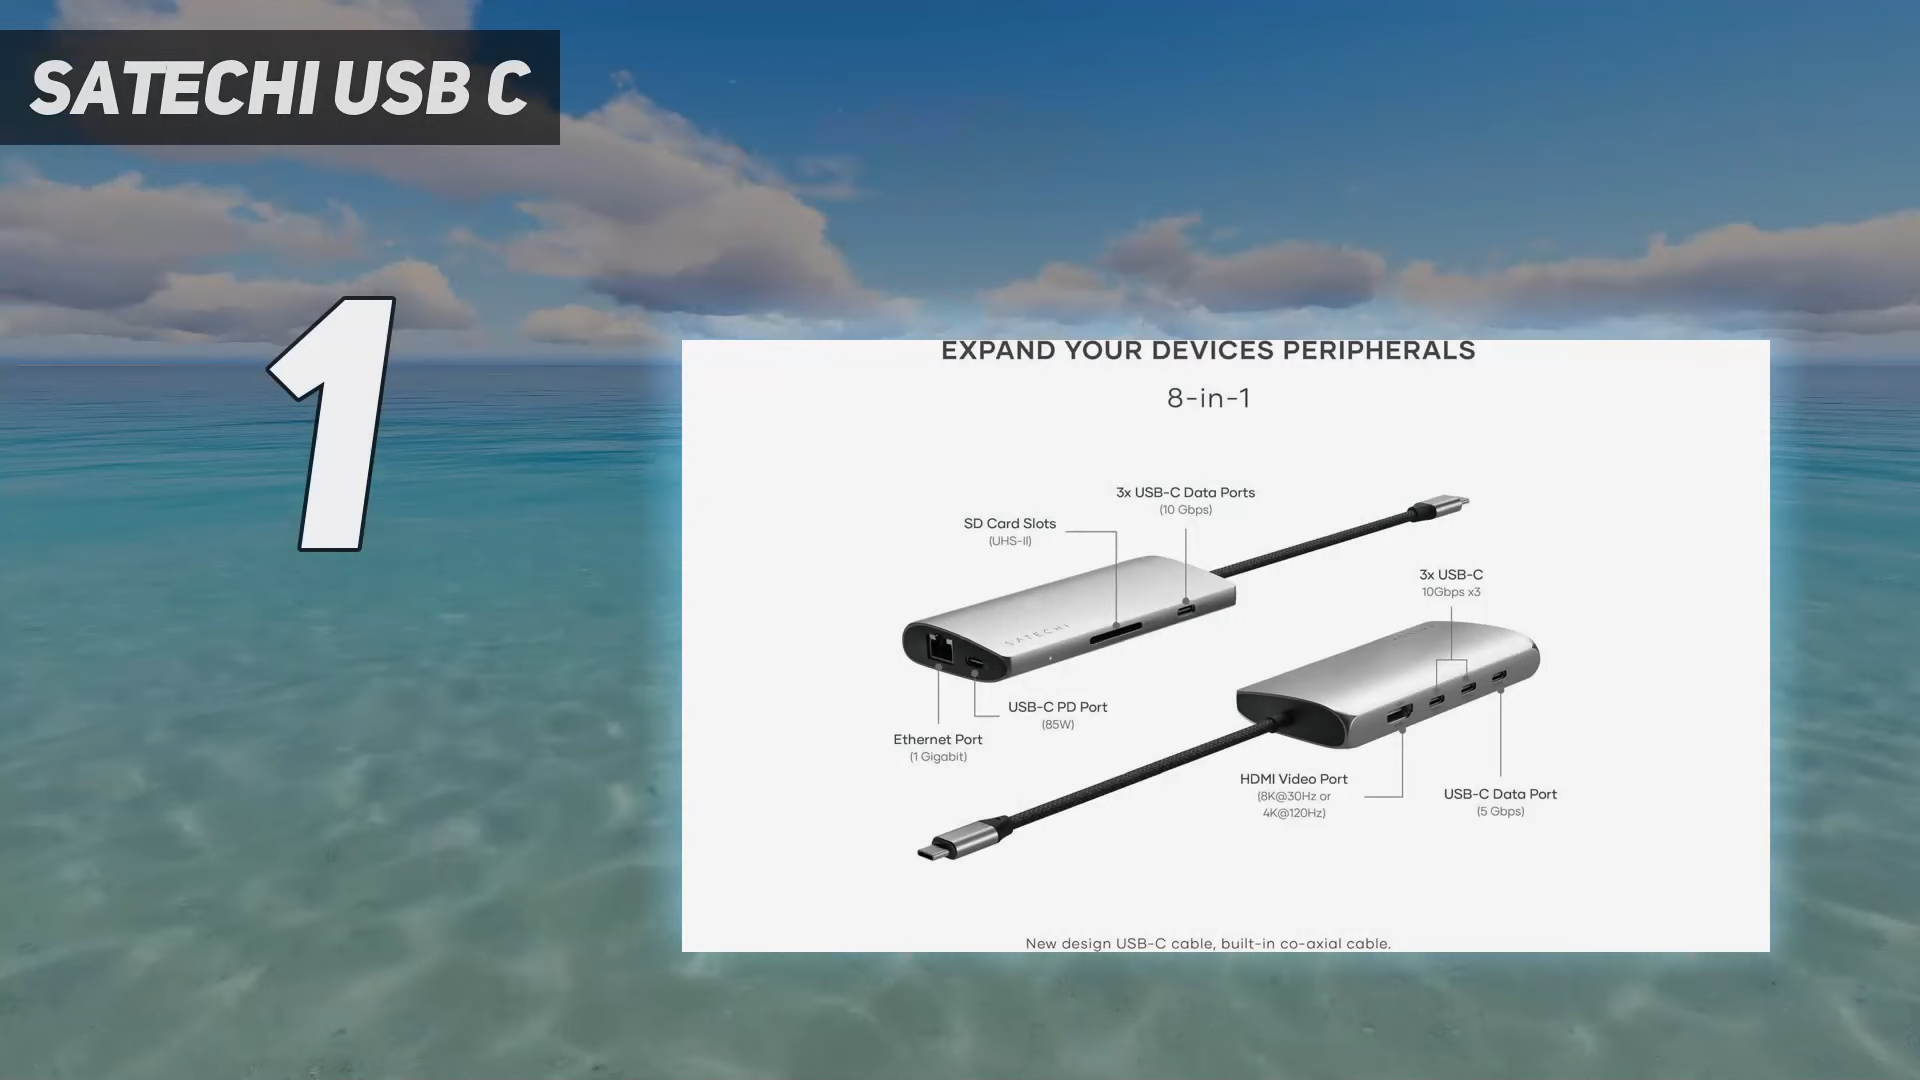 SATECHI USB C
1
EXPAND YOUR DEVICES PERIPHERALS
8-in-1
3x USB-C Data Ports
(10 Gbps)
SD Card Slots
(UHS-II)
3x USB-C
10Gbps x3
SATECHI
USB-C PD Port
(85W)
Ethernet Port
(1 Gigabit)
HDMI Video Port
(8K@30Hz or
4K@120Hz)
USB-C Data Port
(5 Gbps)
New design USB-C cable, built-in co-axial cable.